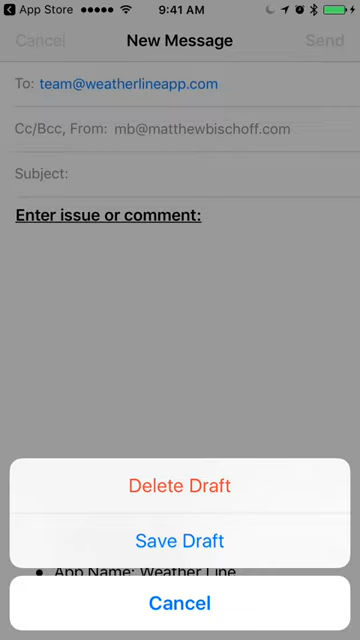 App Store 9:41 AM
Cancel New Message Send
To: team@weatherlineapp.com
Cc/Bcc, From: mb@matthewbischoff.com
Subject:
Enter issue or comment:
Delete Draft
Save Draft
• App Name: Weather Line
Cancel